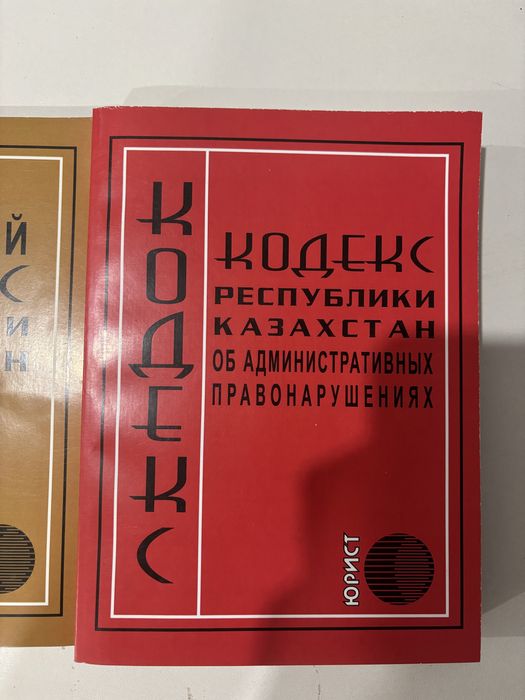 КОДЕКС
КОДЕКС
РЕСПУБЛИКИ
КАЗАХСТАН
ОБ АДМИНИСТРАТИВНЫХ
ПРАВОНАРУШЕНИЯХ
ЮРИСТ